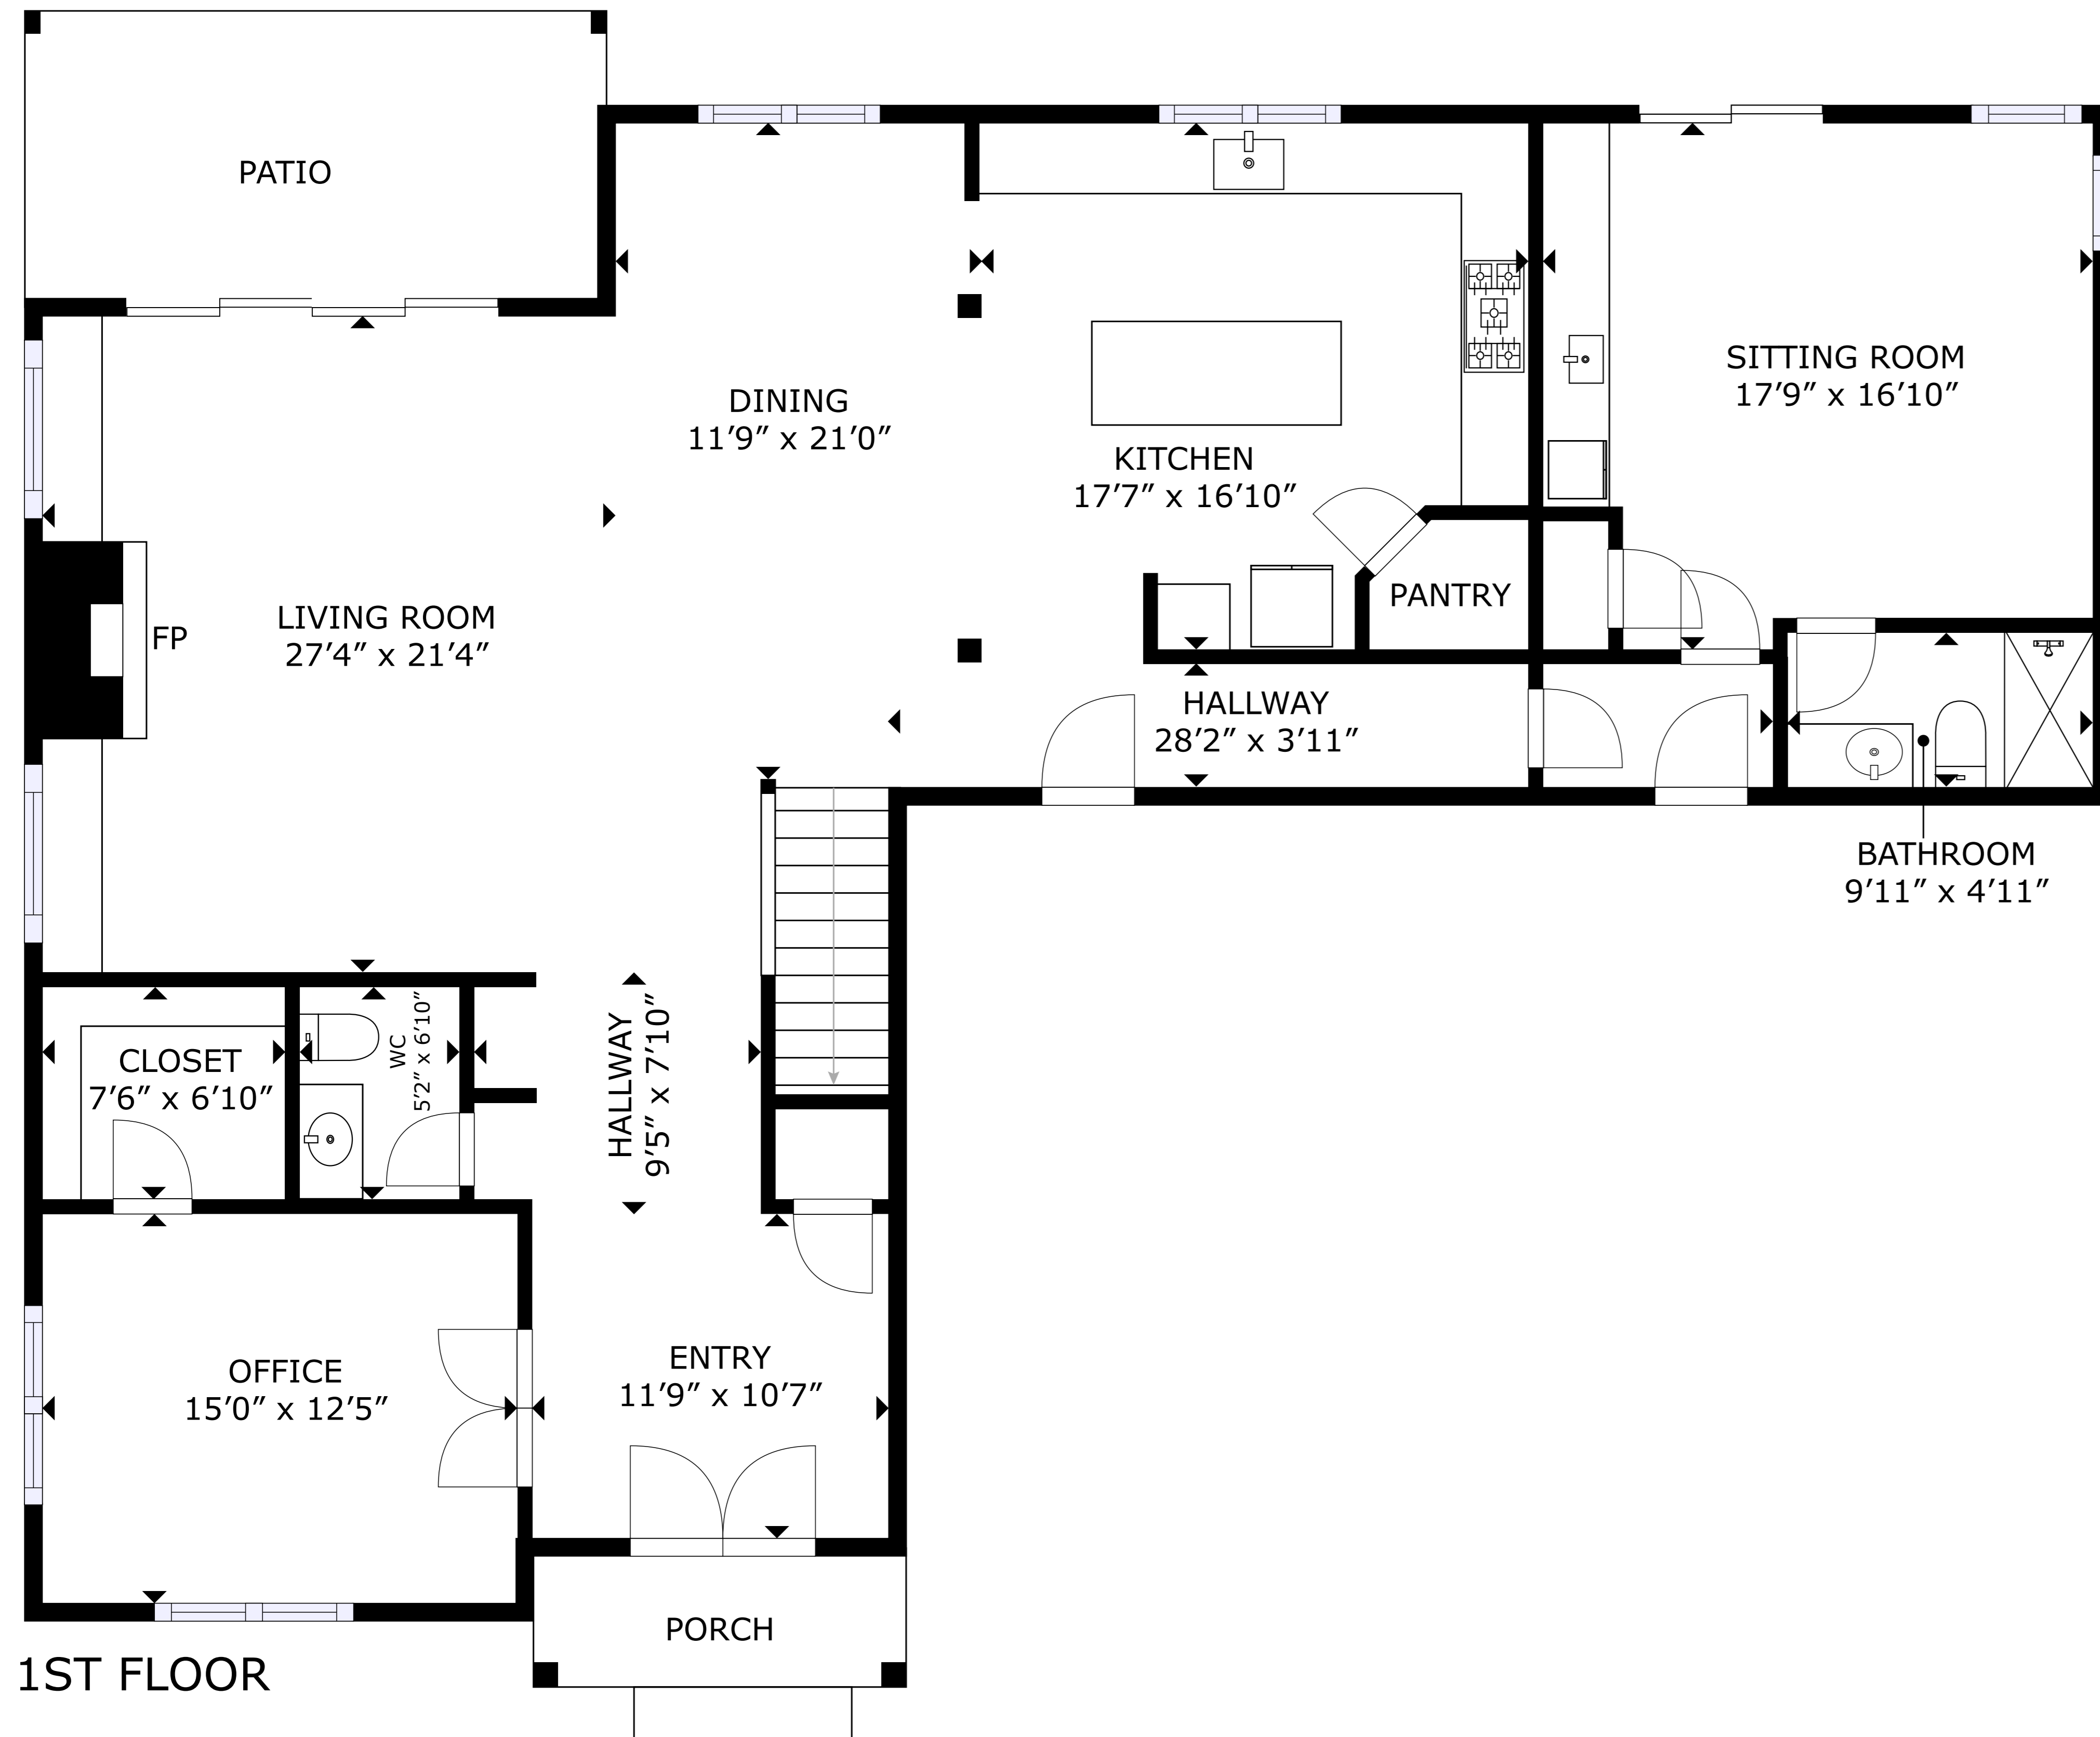 PATIO
DINING
11’9” x 21’0”
KITCHEN
17’7” x 16’10”
SITTING ROOM
17’9” x 16’10”
LIVING ROOM
27’4” x 21’4”
FP
PANTRY
HALLWAY
28’2” x 3’11”
BATHROOM
9’11” x 4’11”
CLOSET
7’6” x 6’10”
WC
5’2” x 6’10”
HALLWAY
9’5” x 7’10”
OFFICE
15’0” x 12’5”
ENTRY
11’9” x 10’7”
PORCH
1ST FLOOR